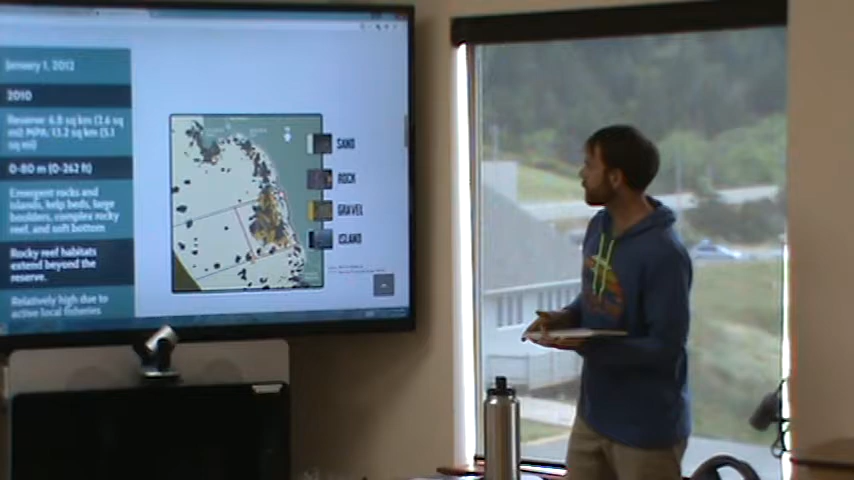 January 1, 2012
2010
Reserve: 6.8 sq km (2.6 sq
mi) MPA: 13.2 sq km (5.1
sq mi)
0-80 m (0-262 ft)
Emergent rocks and
islands, kelp beds, large
boulders, complex rocky
reef, and soft bottom
Rocky reef habitats
extend beyond the
reserve.
Relatively high due to
active local fisheries
SAND
ROCK
GRAVEL
ISLAND